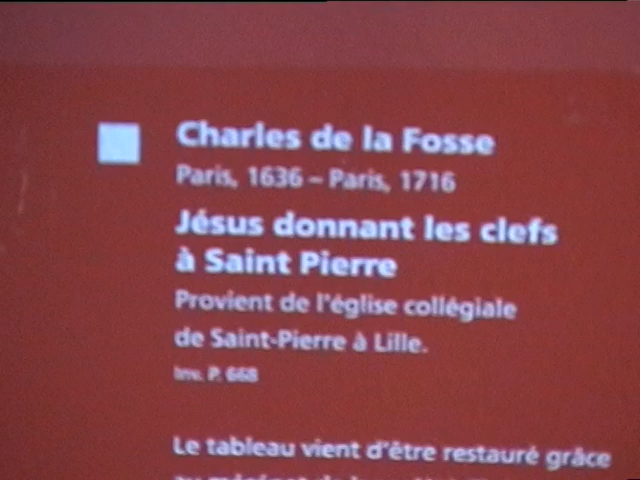 Charles de la Fosse
Paris, 1636 – Paris, 1716
Jésus donnant les clefs
à Saint Pierre
Provient de l'église collégiale
de Saint-Pierre à Lille.
Inv. P. 668
Le tableau vient d'être restauré grâce